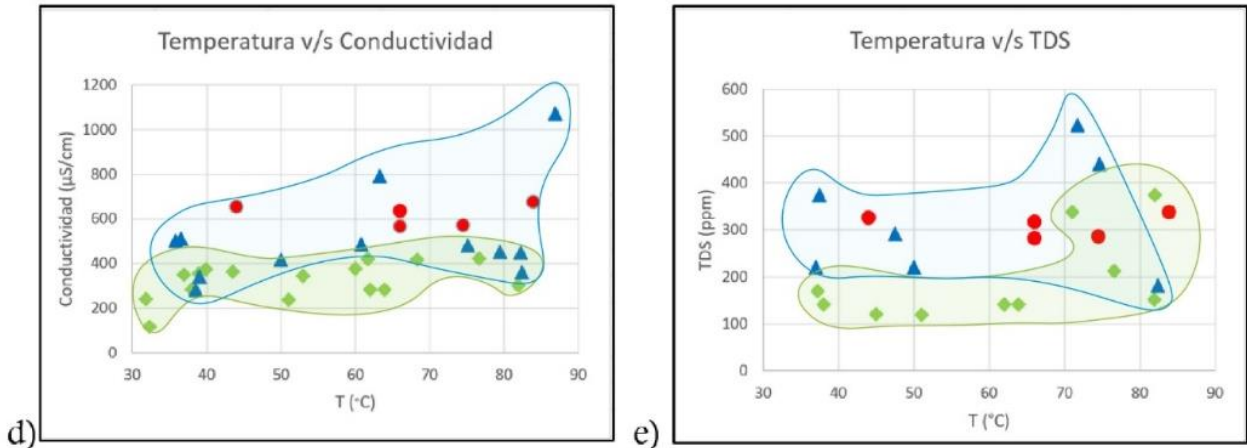 Temperatura v/s Conductividad
Conductividad (µS/cm)
1200
1000
800
600
400
200
0
30 40 50 60 70 80 90
T (°C)
d)
Temperatura v/s TDS
TDS (ppm)
600
500
400
300
200
100
0
30 40 50 60 70 80 90
T (°C)
e)